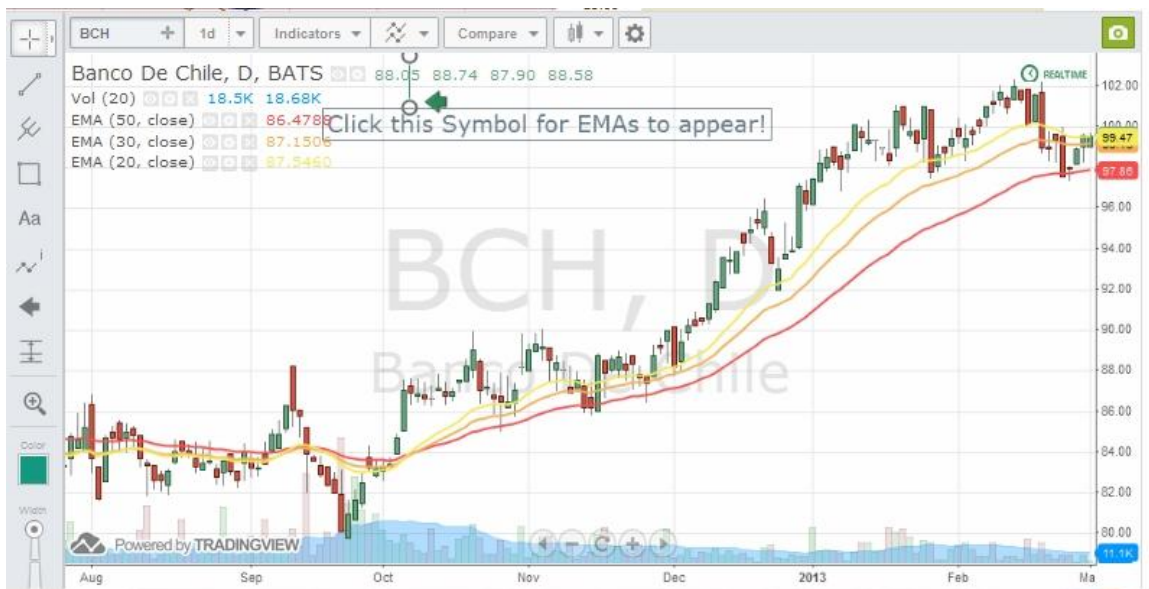 BCH
1d
Indicators
Compare
Banco De Chile, D, BATS 88.05 88.74 87.90 88.58
REALTIME
Vol (20) 18.5K 18.68K
EMA (50, close) 86.4788
Click this Symbol for EMAs to appear!
EMA (30, close) 87.1506
EMA (20, close) 87.5460
Aa
i
BCH, D
Banco De Chile
102.00
100.00
99.47
97.86
96.00
94.00
92.00
90.00
88.00
86.00
84.00
82.00
80.00
11.1K
Color
Width
Powered by TRADINGVIEW
Aug Sep Oct Nov Dec 2013 Feb Ma